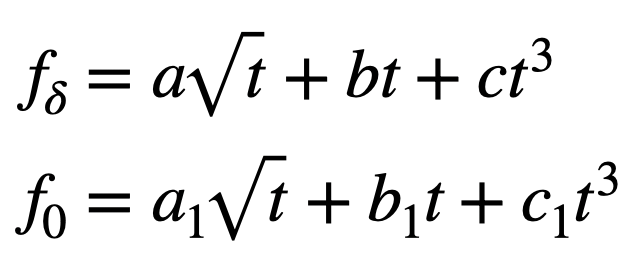 f_δ = a√t + bt + ct³
f₀ = a₁√t + b₁t + c₁t³